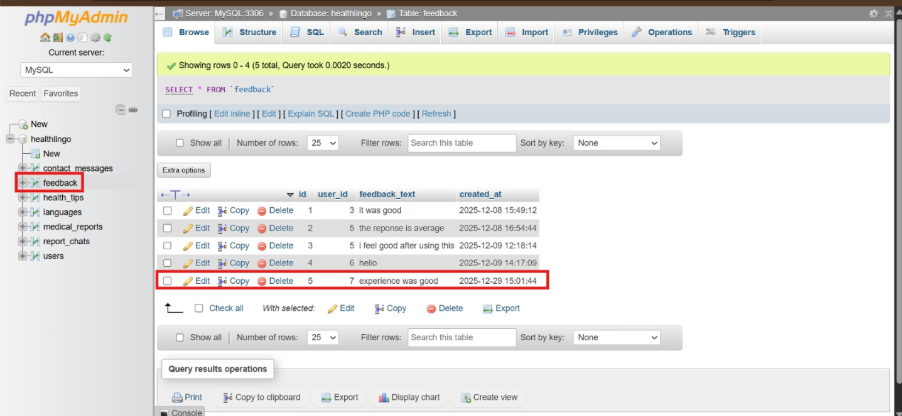 phpMyAdmin
Current server:
MySQL
Recent Favorites
New
healthlingo
New
contact_messages
feedback
health_tips
languages
medical_reports
report_chats
users
Server: MySQL:3306 » Database: healthlingo » Table: feedback
Browse Structure SQL Search Insert Export Import Privileges Operations Triggers
Showing rows 0 - 4 (5 total, Query took 0.0020 seconds.)
SELECT * FROM `feedback`
Profiling [ Edit inline ] [ Edit ] [ Explain SQL ] [ Create PHP code ] [ Refresh ]
Show all | Number of rows: 25 Filter rows: Search this table Sort by key: None
Extra options
id user_id feedback_text created_at
Edit Copy Delete 1 3 it was good 2025-12-08 15:49:12
Edit Copy Delete 2 5 the reponse is average 2025-12-08 16:54:44
Edit Copy Delete 3 5 i feel good after using this 2025-12-09 12:18:14
Edit Copy Delete 4 6 hello 2025-12-09 14:17:09
Edit Copy Delete 5 7 experience was good 2025-12-29 15:01:44
Check all With selected: Edit Copy Delete Export
Show all | Number of rows: 25 Filter rows: Search this table Sort by key: None
Query results operations
Print Copy to clipboard Export Display chart Create view
Console